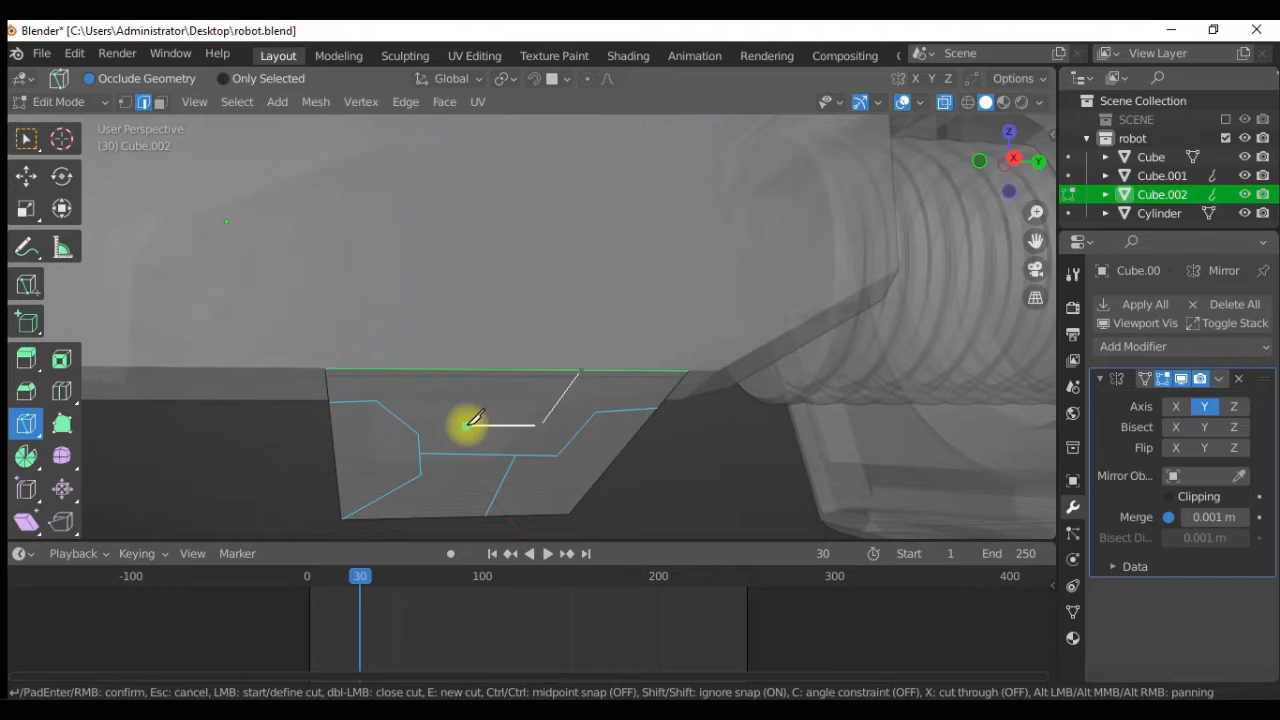 Blender* [C:\Users\Administrator\Desktop\robot.blend]
File Edit Render Window Help Layout Modeling Sculpting UV Editing Texture Paint Shading Animation Rendering Compositing Scene View Layer
Occlude Geometry Only Selected Global X Y Z Options
Edit Mode View Select Add Mesh Vertex Edge Face UV
User Perspective
(30) Cube.002
Z
X
Y
Scene Collection
SCENE
robot
Cube
Cube.001
Cube.002
Cylinder
Cube.00 Mirror
Apply All Delete All
Viewport Vis Toggle Stack
Add Modifier
Axis X Y Z
Bisect X Y Z
Flip X Y Z
Mirror Ob...
Clipping
Merge 0.001 m
Bisect Di... 0.001 m
Data
Playback Keying View Marker 30 Start 1 End 250
-100 0 30 100 200 300 400
/PadEnter/RMB: confirm, Esc: cancel, LMB: start/define cut, dbl-LMB: close cut, E: new cut, Ctrl/Ctrl: midpoint snap (OFF), Shift/Shift: ignore snap (ON), C: angle constraint (OFF), X: cut through (OFF), Alt LMB/Alt MMB/Alt RMB: panning